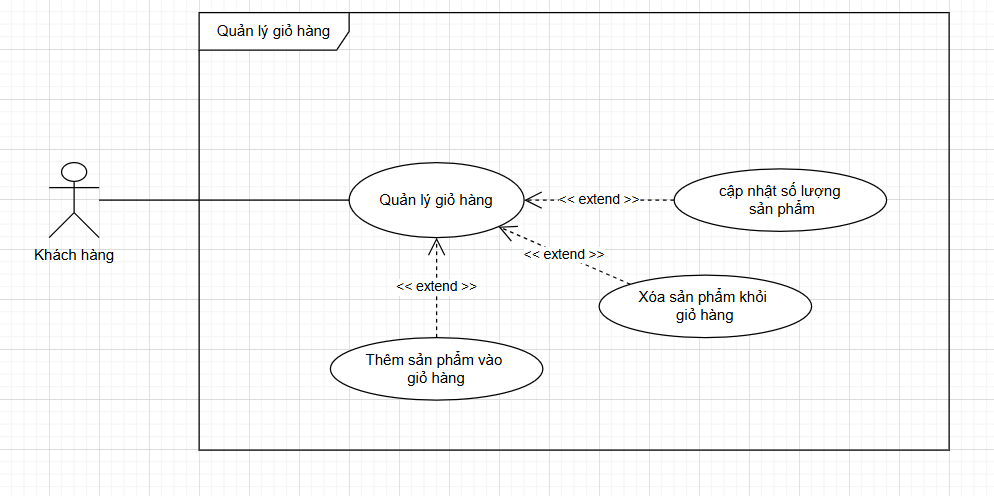 Quản lý giỏ hàng
Quản lý giỏ hàng
<< extend >>
cập nhật số lượng
sản phẩm
Khách hàng
<< extend >>
<< extend >>
Xóa sản phẩm khỏi
giỏ hàng
Thêm sản phẩm vào
giỏ hàng